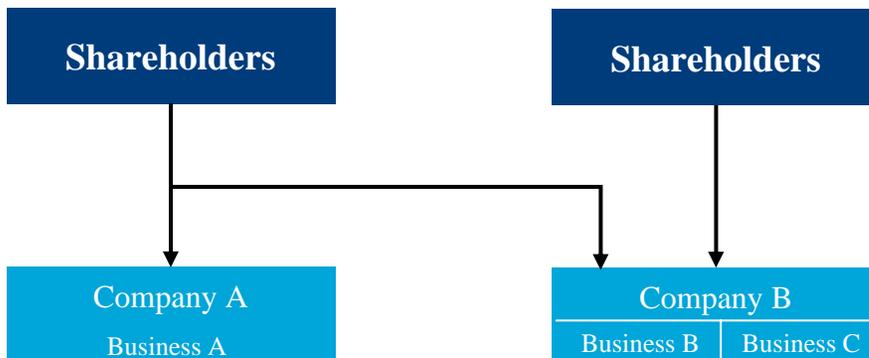 Shareholders
Shareholders
Company A
Business A
Company B
Business B
Business C